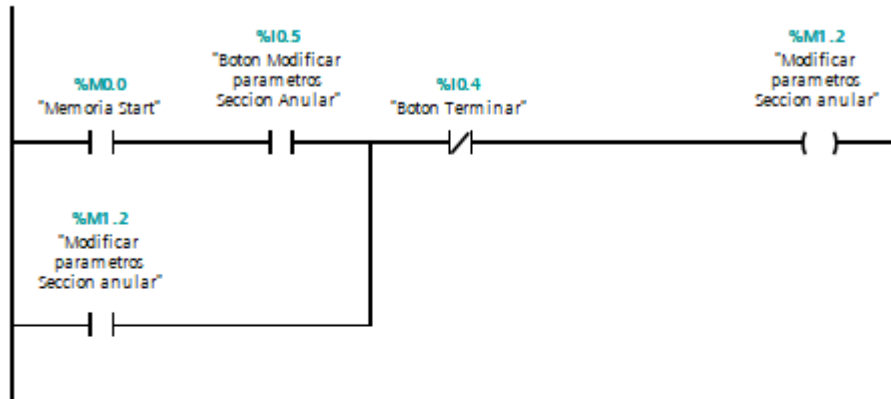 %M0.0
"Memoria Start"
%I0.5
"Boton Modificar
parametros
Seccion Anular"
%I0.4
"Boton Terminar"
%M1.2
"Modificar
parametros
Seccion anular"
%M1.2
"Modificar
parametros
Seccion anular"